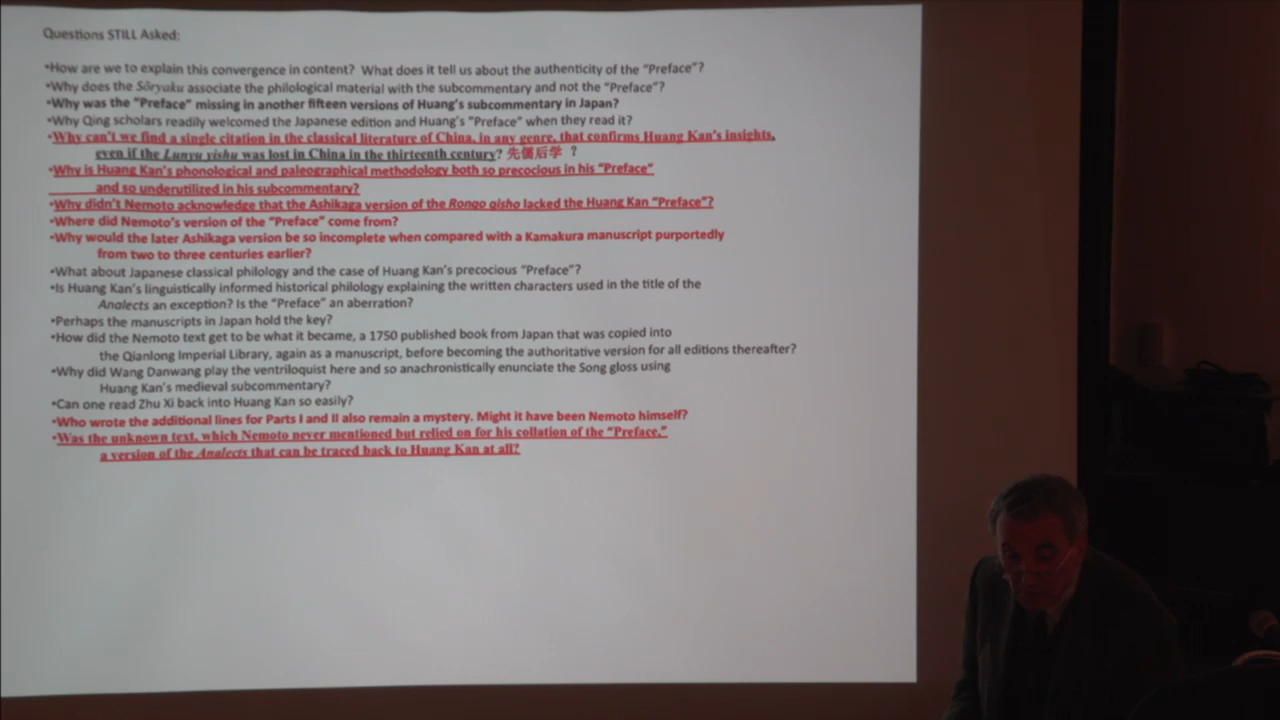 Questions STILL Asked:
•How are we to explain this convergence in content? What does it tell us about the authenticity of the “Preface”?
•Why does the Sōryaku associate the philological material with the subcommentary and not the “Preface”?
•Why was the “Preface” missing in another fifteen versions of Huang’s subcommentary in Japan?
•Why Qing scholars readily welcomed the Japanese edition and Huang’s “Preface” when they read it?
•Why can’t we find a single citation in the classical literature of China, in any genre, that confirms Huang Kan’s insights,
even if the Lunyu yishu was lost in China in the thirteenth century? 先儒后学 ?
•Why is Huang Kan’s phonological and paleographical methodology both so precocious in his “Preface”
and so underutilized in his subcommentary?
•Why didn’t Nemoto acknowledge that the Ashikaga version of the Rongo gisho lacked the Huang Kan “Preface”?
•Where did Nemoto’s version of the “Preface” come from?
•Why would the later Ashikaga version be so incomplete when compared with a Kamakura manuscript purportedly
from two to three centuries earlier?
•What about Japanese classical philology and the case of Huang Kan’s precocious “Preface”?
•Is Huang Kan’s linguistically informed historical philology explaining the written characters used in the title of the
Analects an exception? Is the “Preface” an aberration?
•Perhaps the manuscripts in Japan hold the key?
•How did the Nemoto text get to be what it became, a 1750 published book from Japan that was copied into
the Qianlong Imperial Library, again as a manuscript, before becoming the authoritative version for all editions thereafter?
•Why did Wang Danwang play the ventriloquist here and so anachronistically enunciate the Song gloss using
Huang Kan’s medieval subcommentary?
•Can one read Zhu Xi back into Huang Kan so easily?
•Who wrote the additional lines for Parts I and II also remain a mystery. Might it have been Nemoto himself?
•Was the unknown text, which Nemoto never mentioned but relied on for his collation of the “Preface,”
a version of the Analects that can be traced back to Huang Kan at all?